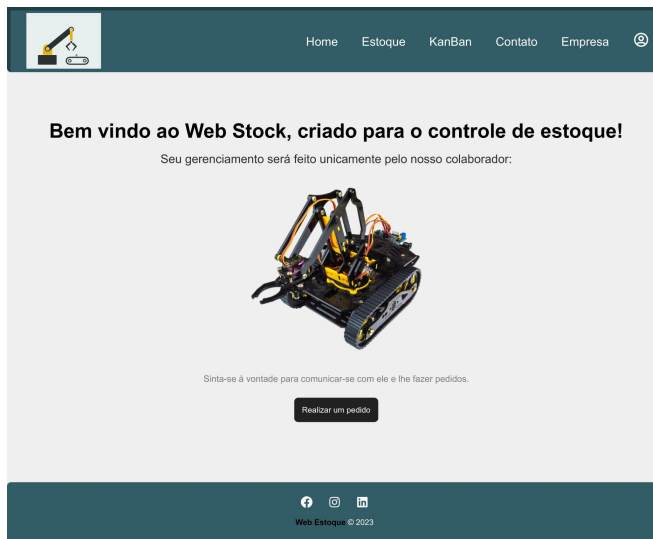 Home Estoque KanBan Contato Empresa
Bem vindo ao Web Stock, criado para o controle de estoque!
Seu gerenciamento será feito unicamente pelo nosso colaborador:
Sinta-se à vontade para comunicar-se com ele e lhe fazer pedidos.
Realizar um pedido
Web Estoque © 2023